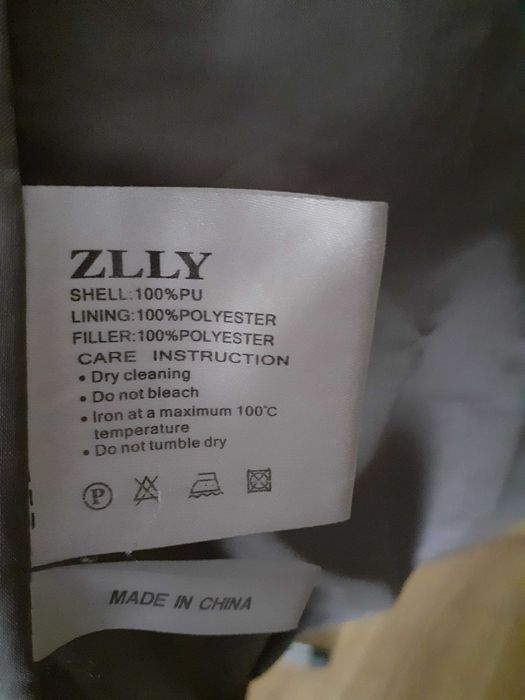 ZLLY
SHELL:100%PU
LINING:100%POLYESTER
FILLER:100%POLYESTER
CARE INSTRUCTION
• Dry cleaning
• Do not bleach
• Iron at a maximum 100°C
temperature
• Do not tumble dry
P
MADE IN CHINA